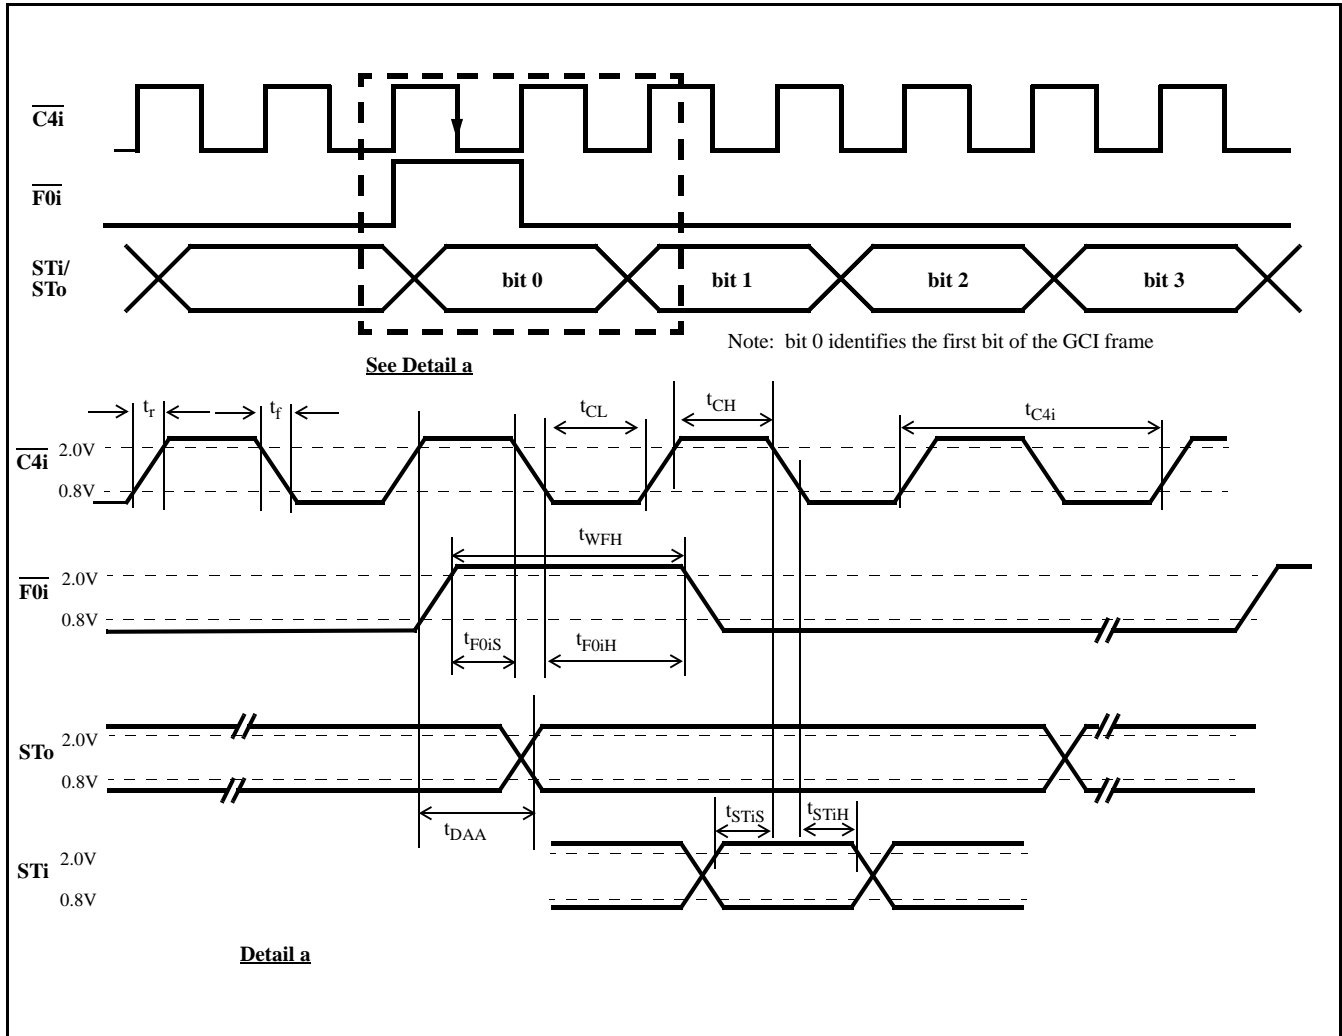 C4i
F0i
STi/
STo
bit 0 bit 1 bit 2 bit 3
Note: bit 0 identifies the first bit of the GCI frame
See Detail a
tr tf tCL tCH tC4i
C4i 2.0V
0.8V
tWFH
F0i 2.0V
0.8V
tF0iS tF0iH
STo 2.0V
0.8V
tDAA tSTiS tSTiH
STi 2.0V
0.8V
Detail a